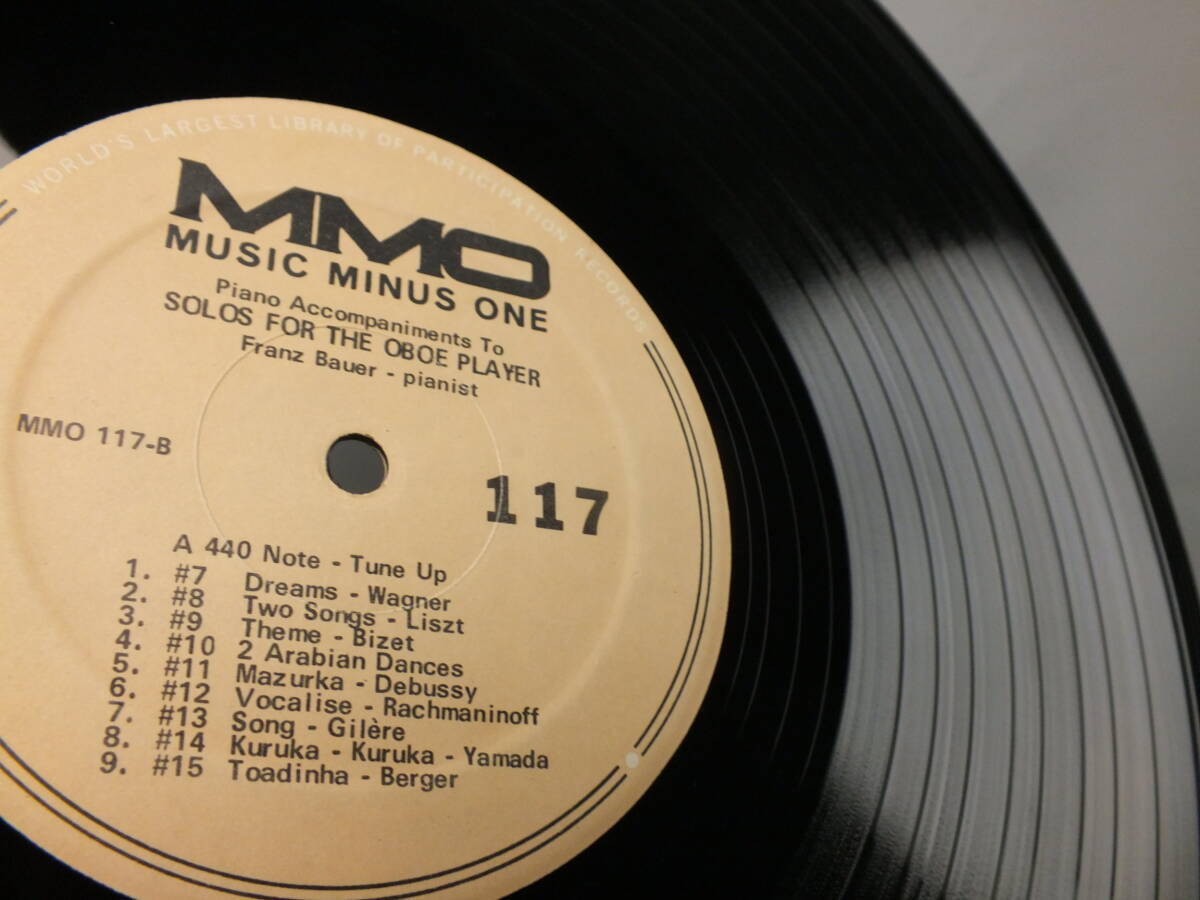 WORLD'S LARGEST LIBRARY OF PARTICIPATION RECORDS
MMO
MUSIC MINUS ONE
Piano Accompaniments To
SOLOS FOR THE OBOE PLAYER
Franz Bauer - pianist
MMO 117-B
117
A 440 Note - Tune Up
1. #7 Dreams - Wagner
2. #8 Two Songs - Liszt
3. #9 Theme - Bizet
4. #10 2 Arabian Dances
5. #11 Mazurka - Debussy
6. #12 Vocalise - Rachmaninoff
7. #13 Song - Gilère
8. #14 Kuruka - Kuruka - Yamada
9. #15 Toadinha - Berger